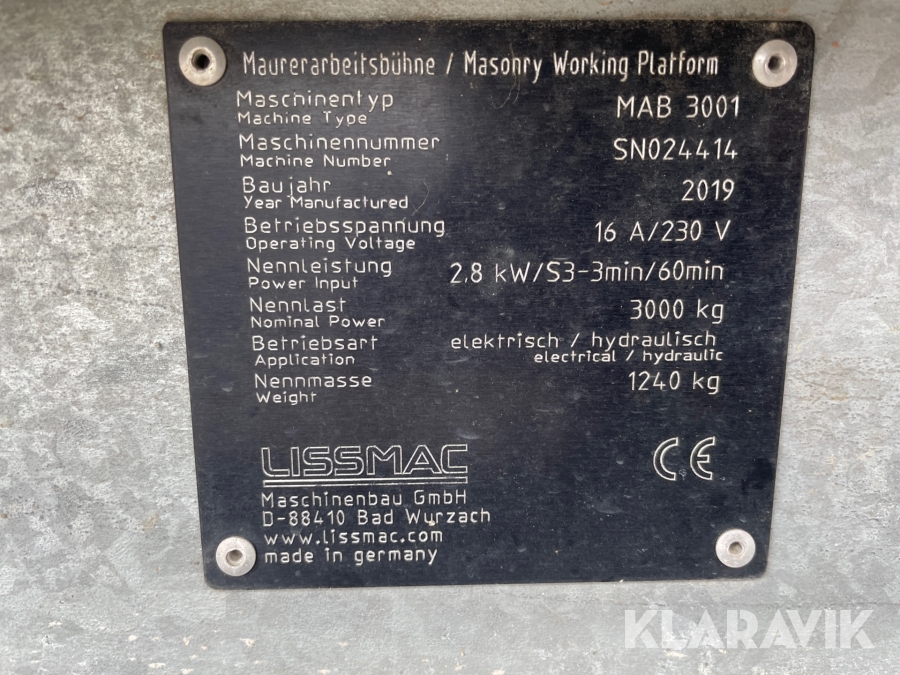 Maurerarbeitsbühne / Masonry Working Platform
Maschinentyp MAB 3001
Machine Type
Maschinennummer SN024414
Machine Number
Baujahr 2019
Year Manufactured
Betriebsspannung 16 A/230 V
Operating Voltage
Nennleistung 2,8 kW/S3-3min/60min
Power Input
Nennlast 3000 kg
Nominal Power
Betriebsart elektrisch / hydraulisch
Application electrical / hydraulic
Nennmasse 1240 kg
Weight
LISSMAC CE
Maschinenbau GmbH
D-88410 Bad Wurzach
www.lissmac.com
made in germany
KLARAVIK